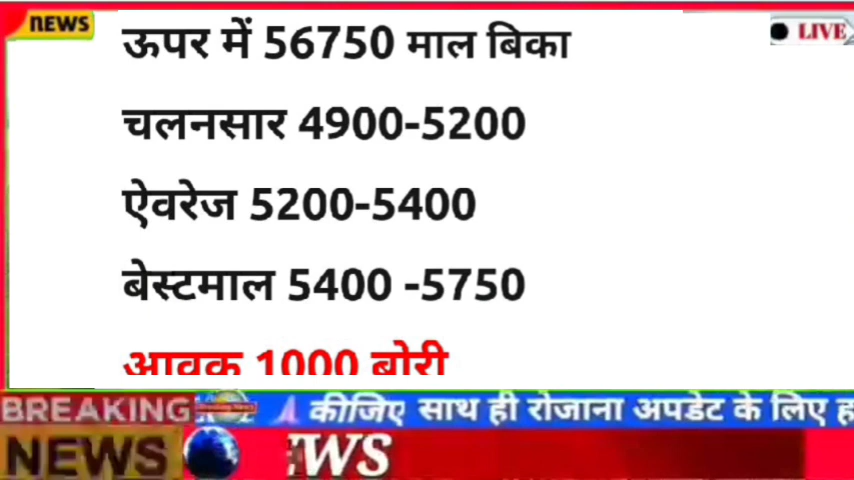 NEWS
LIVE
ऊपर में 56750 माल बिका
चलनसार 4900-5200
ऐवरेज 5200-5400
बेस्टमाल 5400 -5750
आवक 1000 बोरी
BREAKING
कीजिए साथ ही रोजाना अपडेट के लिए ह
NEWS
EWS